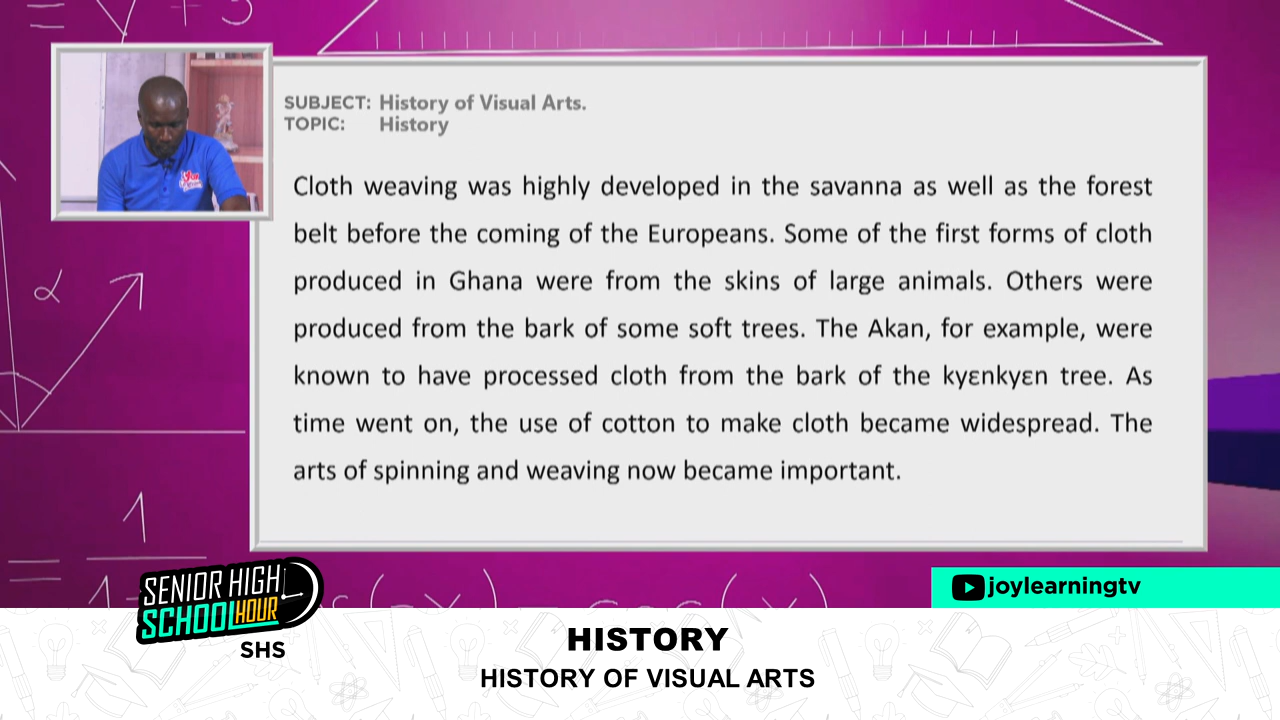 SUBJECT: History of Visual Arts.
TOPIC: History
Cloth weaving was highly developed in the savanna as well as the forest
belt before the coming of the Europeans. Some of the first forms of cloth
produced in Ghana were from the skins of large animals. Others were
produced from the bark of some soft trees. The Akan, for example, were
known to have processed cloth from the bark of the kyɛnkyɛn tree. As
time went on, the use of cotton to make cloth became widespread. The
arts of spinning and weaving now became important.
SENIOR HIGH
SCHOOL HOUR
SHS
joylearningtv
HISTORY
HISTORY OF VISUAL ARTS